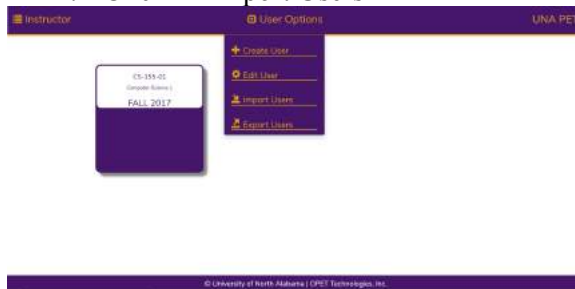 Instructor
User Options
UNA PET
Create User
Edit User
Import Users
Export Users
CS-155-01
Computer Science I
FALL 2017
© University of North Alabama | OPET Technologies, Inc.